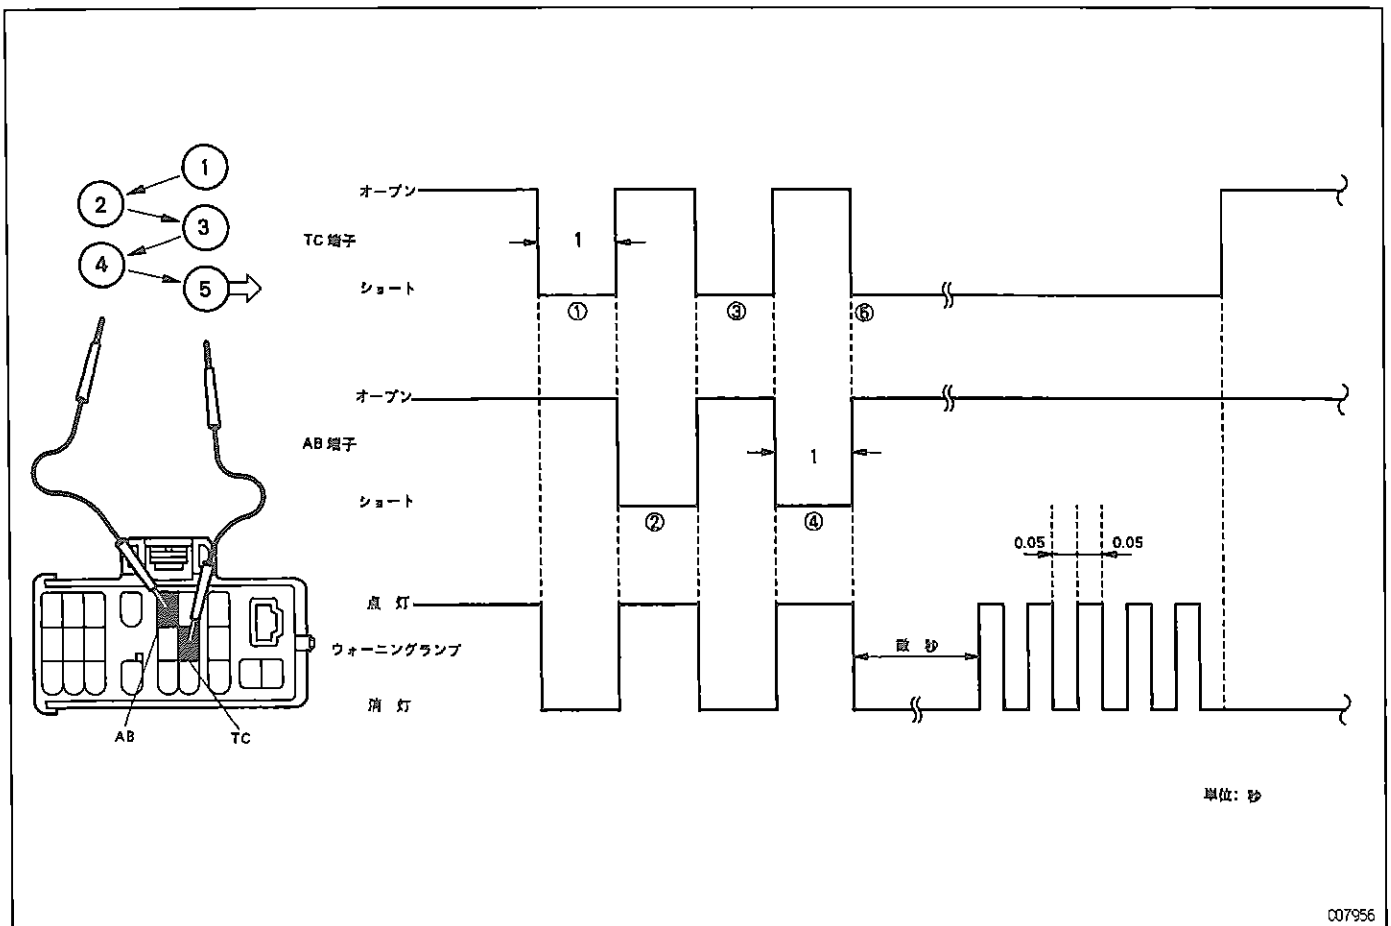 1
2
3
4
5
オープン
TC 端子
1
ショート
①
③
⑤
オープン
AB 端子
1
ショート
②
④
0.05
0.05
点 灯
ウォーニングランプ
数 秒
消 灯
AB
TC
単位: 秒
C07956